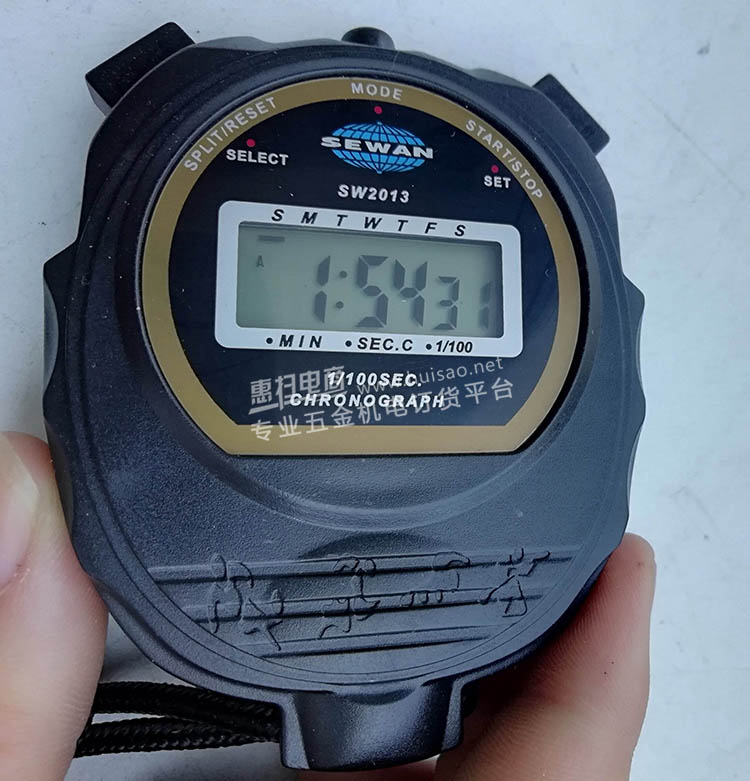 SPLIT/RESET
MODE
START/STOP
SELECT
SEWAN
SET
SW2013
S M T W T F S
A
1:54 31
•MIN •SEC.C •1/100
惠扫电商 www.huisao.net
1/100SEC.
CHRONOGRAPH
专业五金机电订货平台